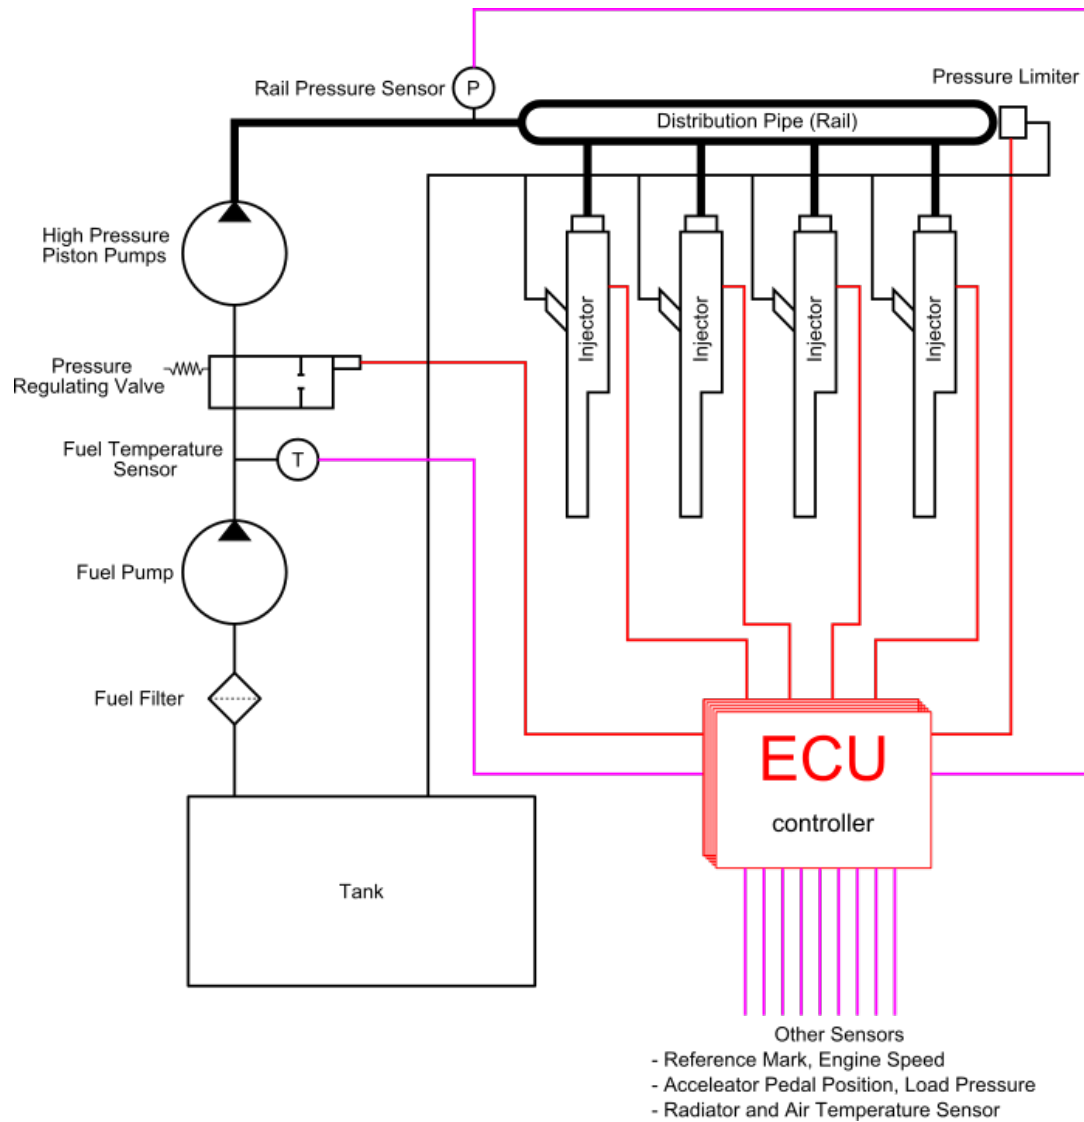 Rail Pressure Sensor
P
Pressure Limiter
Distribution Pipe (Rail)
High Pressure
Piston Pumps
Injector
Injector
Injector
Injector
Pressure
Regulating Valve
Fuel Temperature
Sensor
T
Fuel Pump
Fuel Filter
ECU
controller
Tank
Other Sensors
- Reference Mark, Engine Speed
- Acceleator Pedal Position, Load Pressure
- Radiator and Air Temperature Sensor